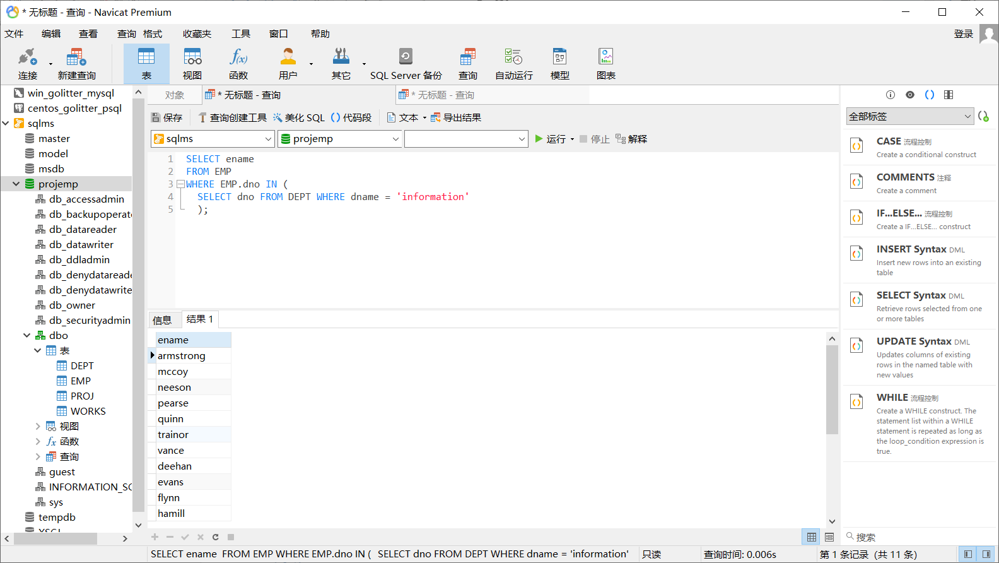 * 无标题 - 查询 - Navicat Premium
文件 编辑 查看 查询 格式 收藏夹 工具 窗口 帮助 登录
连接 新建查询 表 视图 函数 用户 其它 SQL Server 备份 查询 自动运行 模型 图表
f(x)
win_golitter_mysql
centos_golitter_psql
sqlms
master
model
msdb
projemp
db_accessadmin
db_backupoperat
db_datareader
db_datawriter
db_ddladmin
db_denydatareade
db_denydatawrite
db_owner
db_securityadmin
dbo
表
DEPT
EMP
PROJ
WORKS
视图
fx 函数
查询
guest
INFORMATION_SC
sys
tempdb
对象 * 无标题 - 查询 * 无标题 - 查询
保存 查询创建工具 美化 SQL () 代码段 文本 导出结果
sqlms projemp 运行 停止 解释
1 SELECT ename
2 FROM EMP
3 WHERE EMP.dno IN (
4 SELECT dno FROM DEPT WHERE dname = 'information'
5 );
信息 结果 1
ename
armstrong
mccoy
neeson
pearse
quinn
trainor
vance
deehan
evans
flynn
hamill
全部标签
CASE 流程控制
Create a conditional construct
COMMENTS 注释
Create a comment
IF...ELSE... 流程控制
Create a IF...ELSE... construct
INSERT Syntax DML
Insert new rows into an existing
table
SELECT Syntax DML
Retrieve rows selected from one
or more tables
UPDATE Syntax DML
Updates columns of existing
rows in the named table with
new values
WHILE 流程控制
Create a WHILE construct. The
statement list within a WHILE
statement is repeated as long as
the loop_condition expression is
true.
搜索
SELECT ename FROM EMP WHERE EMP.dno IN ( SELECT dno FROM DEPT WHERE dname = 'information' 只读 查询时间: 0.006s 第 1 条记录 (共 11 条)